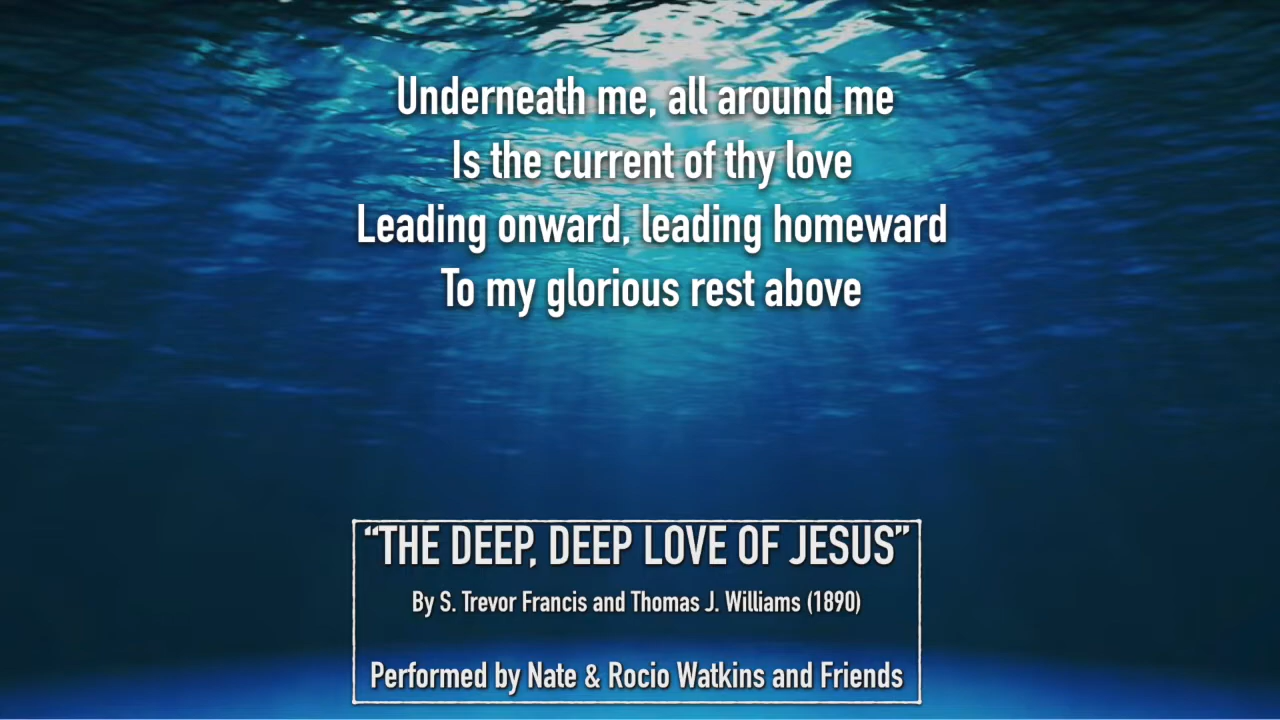 Underneath me, all around me
Is the current of thy love
Leading onward, leading homeward
To my glorious rest above
“THE DEEP, DEEP LOVE OF JESUS”
By S. Trevor Francis and Thomas J. Williams (1890)
Performed by Nate & Rocio Watkins and Friends